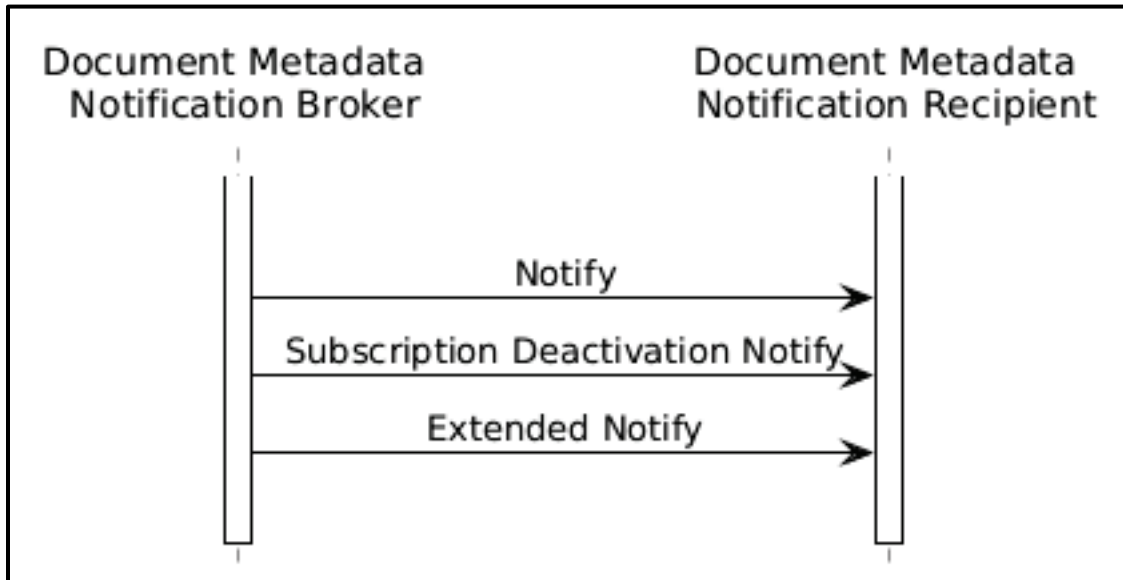 Document Metadata
Notification Broker
Document Metadata
Notification Recipient
Notify
Subscription Deactivation Notify
Extended Notify